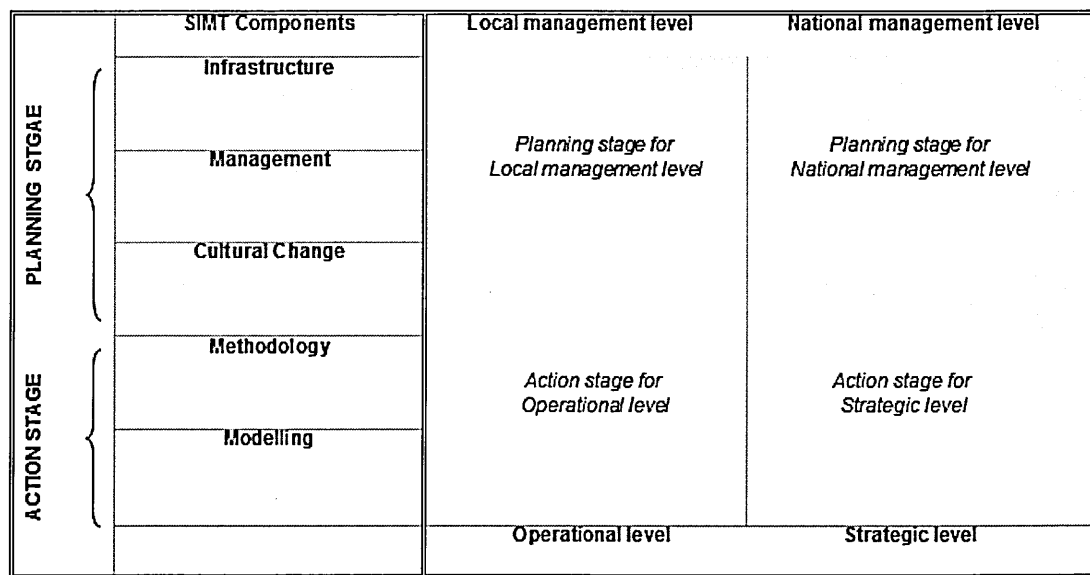 SIMT Components
Local management level
National management level
PLANNING STGAE
Infrastructure
Management
Cultural Change
Planning stage for
Local management level
Planning stage for
National management level
ACTION STAGE
Methodology
Modelling
Action stage for
Operational level
Action stage for
Strategic level
Operational level
Strategic level